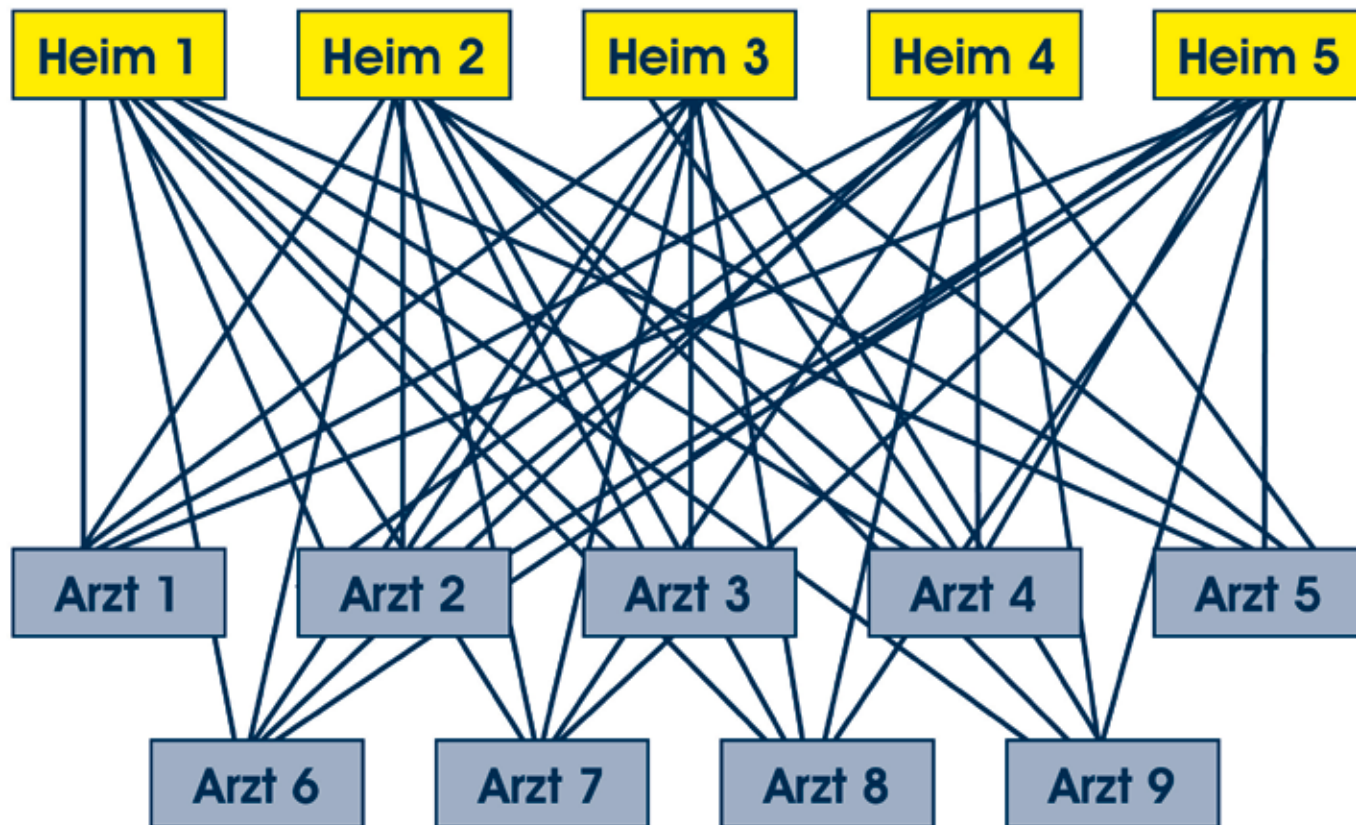 Heim 1
Heim 2
Heim 3
Heim 4
Heim 5
Arzt 1
Arzt 2
Arzt 3
Arzt 4
Arzt 5
Arzt 6
Arzt 7
Arzt 8
Arzt 9